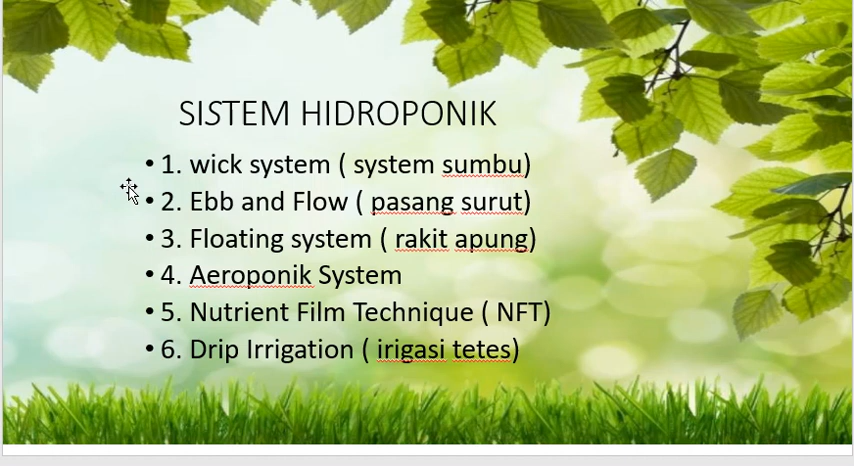 SISTEM HIDROPONIK
• 1. wick system ( system sumbu)
• 2. Ebb and Flow ( pasang surut)
• 3. Floating system ( rakit apung)
• 4. Aeroponik System
• 5. Nutrient Film Technique ( NFT)
• 6. Drip Irrigation ( irigasi tetes)